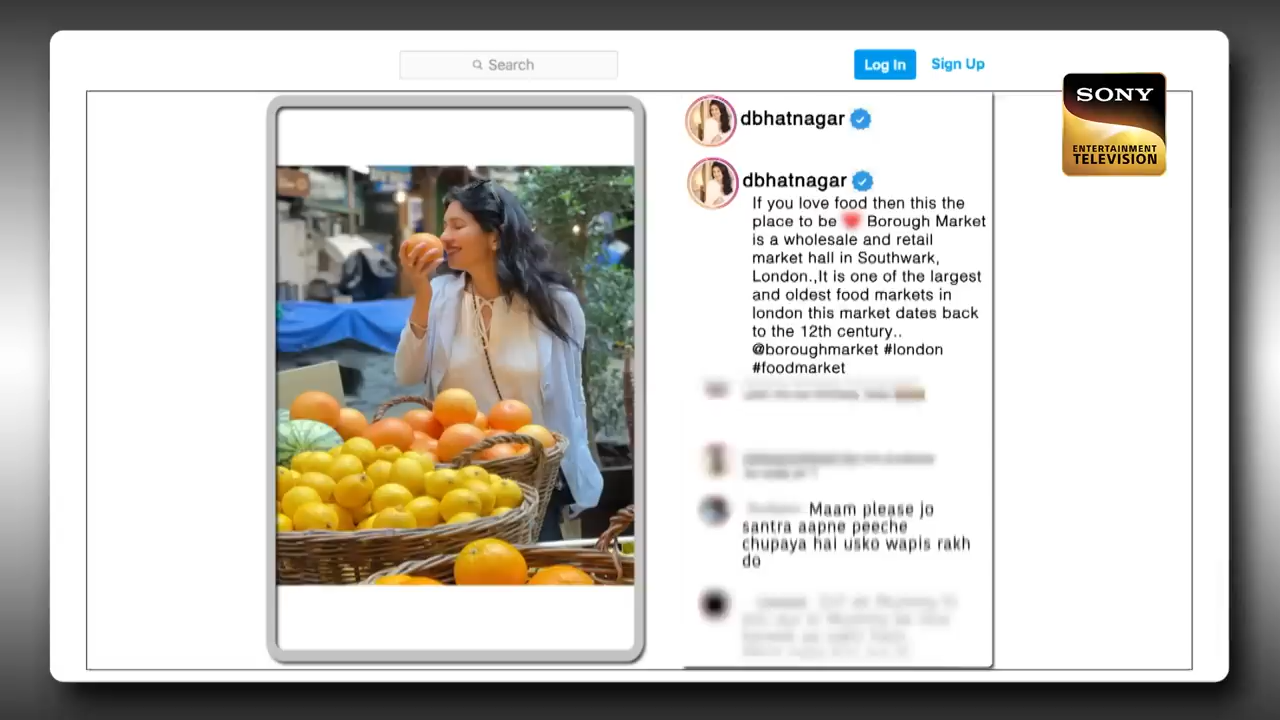 Search
Log In
Sign Up
SONY
ENTERTAINMENT
TELEVISION
dbhatnagar
dbhatnagar
If you love food then this the
place to be ❤️ Borough Market
is a wholesale and retail
market hall in Southwark,
London.,It is one of the largest
and oldest food markets in
london this market dates back
to the 12th century..
@boroughmarket #london
#foodmarket
Maam please jo
santra aapne peeche
chupaya hai usko wapis rakh
do